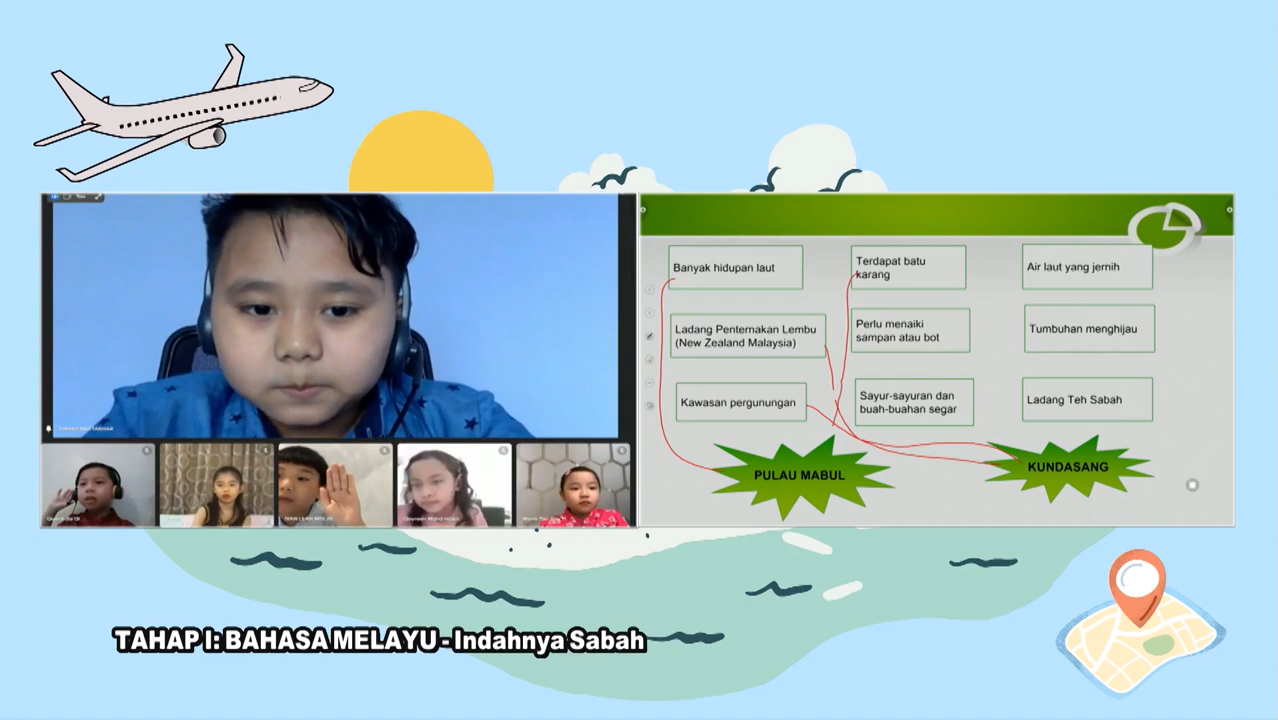 Banyak hidupan laut
Terdapat batu
karang
Air laut yang jernih
Ladang Penternakan Lembu
(New Zealand Malaysia)
Perlu menaiki
sampan atau bot
Tumbuhan menghijau
Kawasan pergunungan
Sayur-sayuran dan
buah-buahan segar
Ladang Teh Sabah
PULAU MABUL
KUNDASANG
TAHAP I: BAHASA MELAYU - Indahnya Sabah